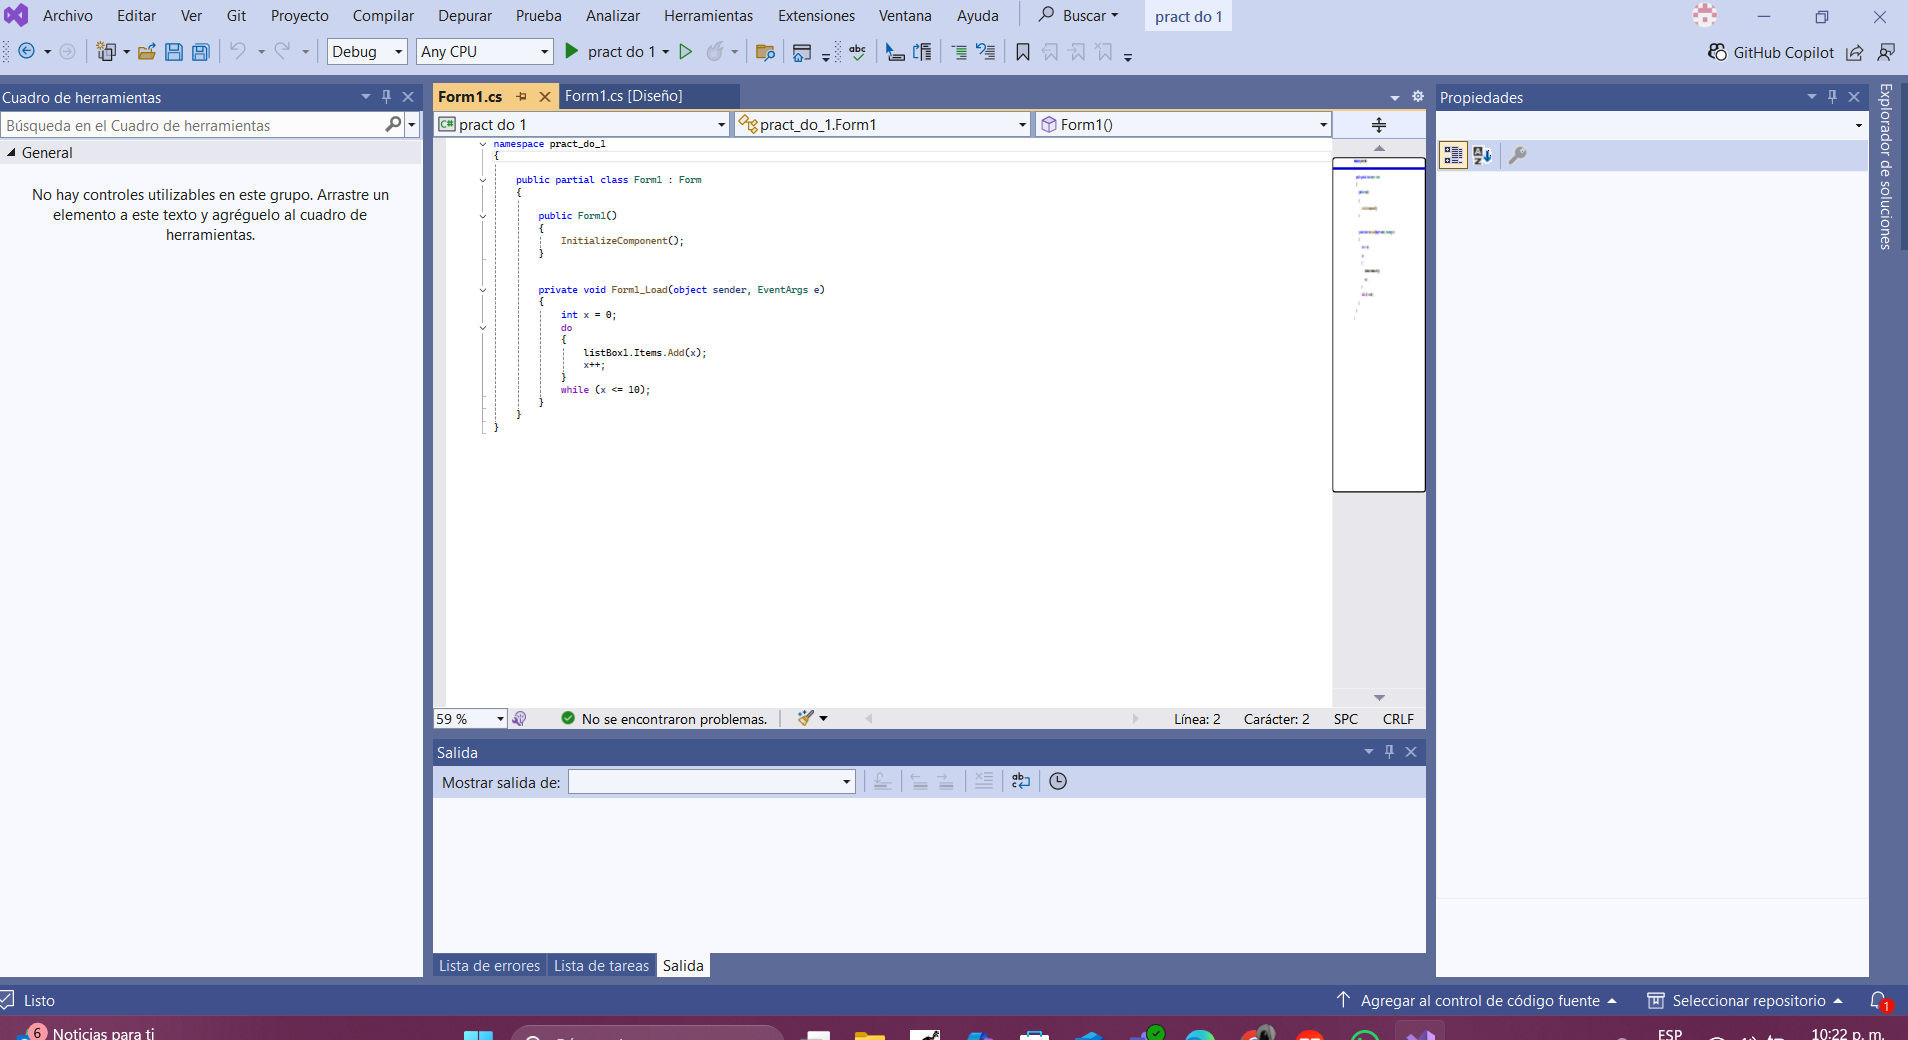 Archivo Editar Ver Git Proyecto Compilar Depurar Prueba Analizar Herramientas Extensiones Ventana Ayuda Buscar pract do 1
Debug Any CPU pract do 1 abc GitHub Copilot
Cuadro de herramientas
Búsqueda en el Cuadro de herramientas
General
No hay controles utilizables en este grupo. Arrastre un
elemento a este texto y agréguelo al cuadro de
herramientas.
Form1.cs Form1.cs [Diseño]
C# pract do 1 pract_do_1.Form1 Form1()
namespace pract_do_1
{
public partial class Form1 : Form
{
public Form1()
{
InitializeComponent();
}
private void Form1_Load(object sender, EventArgs e)
{
int x = 0;
do
{
listBox1.Items.Add(x);
x++;
}
while (x <= 10);
}
}
}
59 % No se encontraron problemas. Línea: 2 Carácter: 2 SPC CRLF
Salida
Mostrar salida de:
Lista de errores Lista de tareas Salida
Propiedades
Explorador de soluciones
Listo Agregar al control de código fuente Seleccionar repositorio 1
6 Noticias para ti ESP 10:22 p. m.